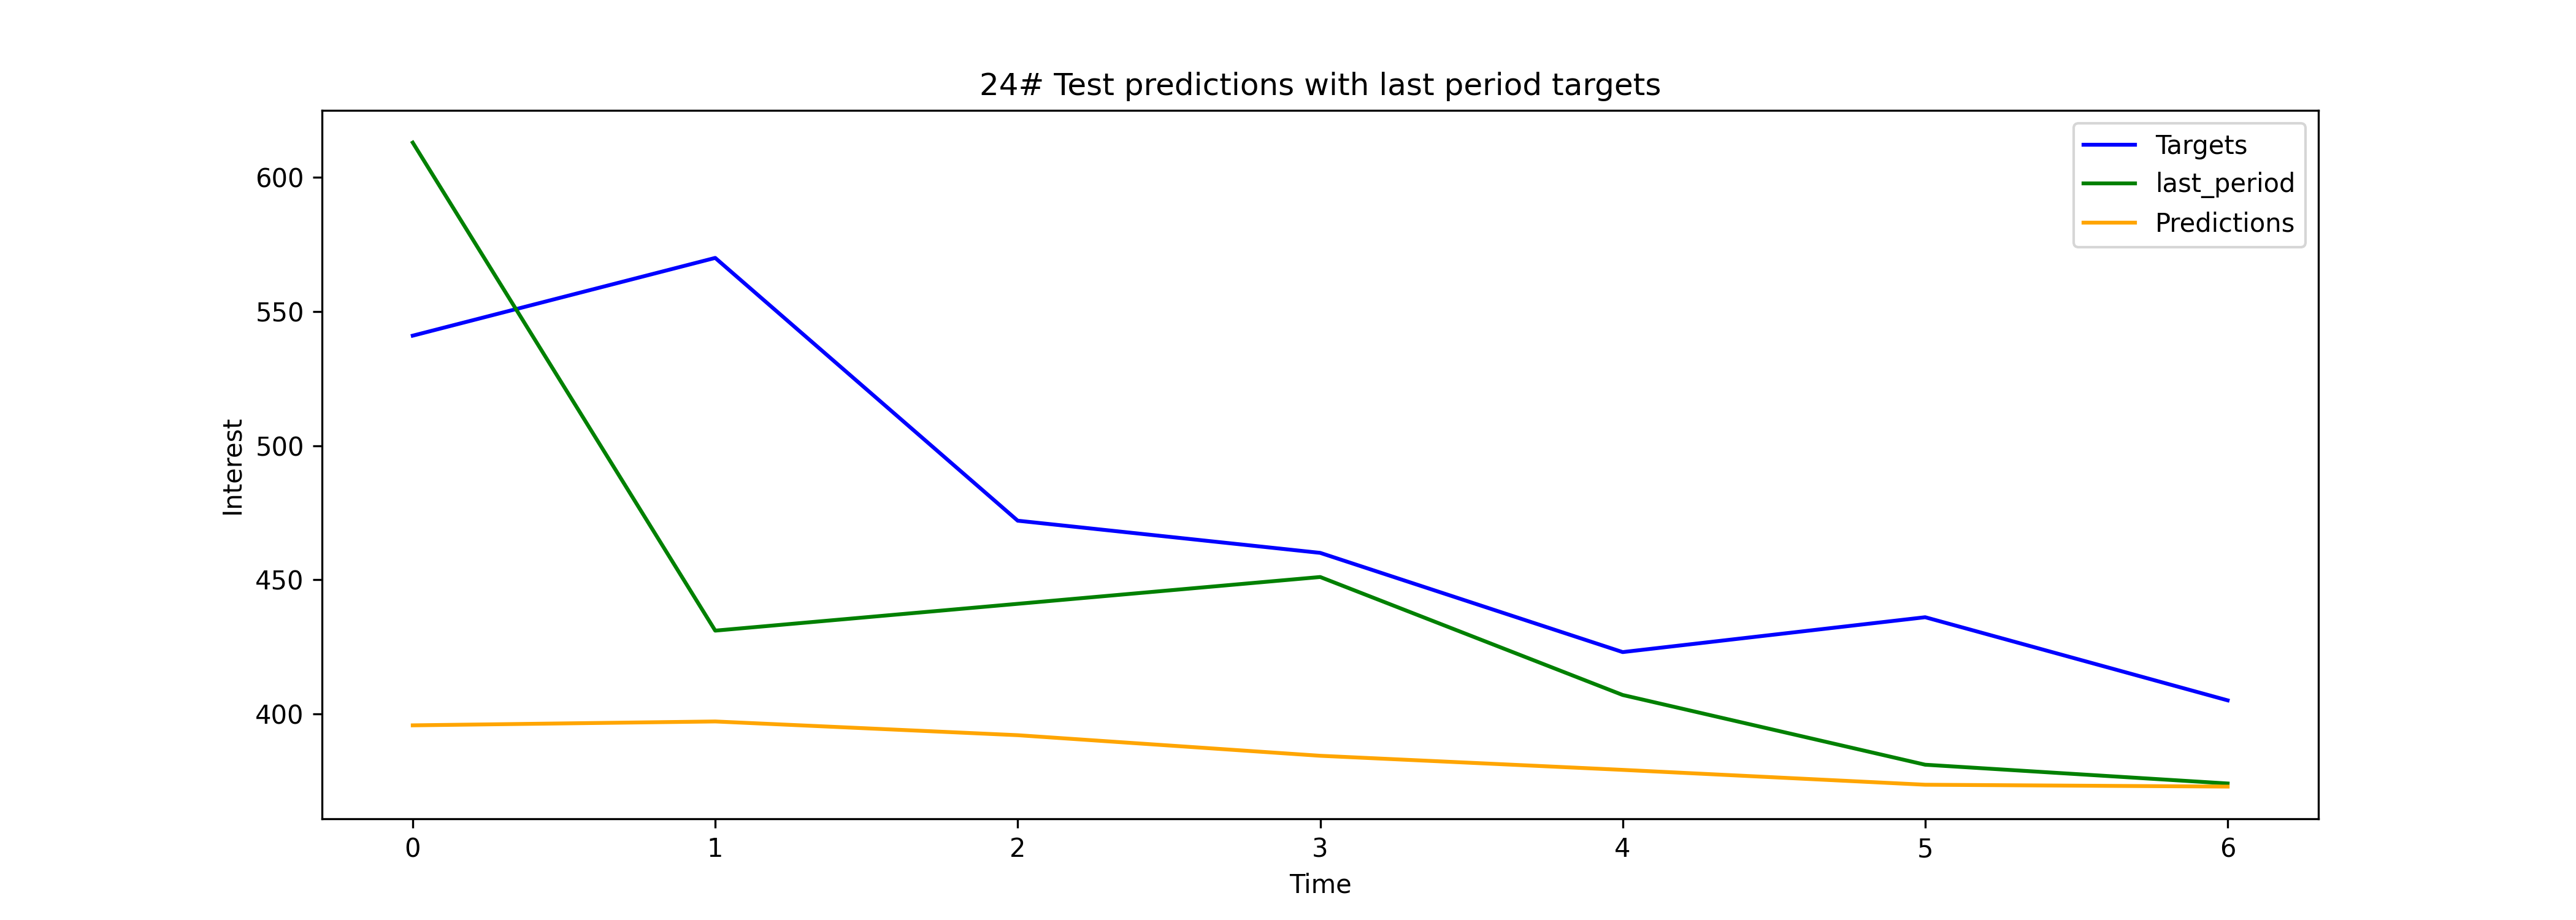 24# Test predictions with last period targets
Targets
last_period
Predictions
600
550
500
450
400
Interest
0 1 2 3 4 5 6
Time